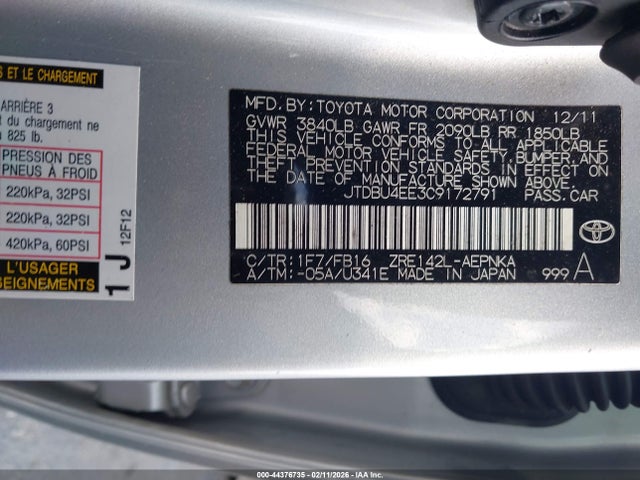 S ET LE CHARGEMENT
ARRIÈRE 3
du chargement ne
825 lb.
PRESSION DES
PNEUS À FROID
220kPa, 32PSI
220kPa, 32PSI
420kPa, 60PSI
L'USAGER
SEIGNEMENTS
1 J 12F12
MFD. BY: TOYOTA MOTOR CORPORATION 12/11
GVWR 3840LB GAWR FR 2090LB RR 1850LB
THIS VEHICLE CONFORMS TO ALL APPLICABLE
FEDERAL MOTOR VEHICLE SAFETY, BUMPER, AND
THEFT PREVENTION STANDARDS IN EFFECT ON
THE DATE OF MANUFACTURE SHOWN ABOVE.
JTDBU4EE3C9172791 PASS. CAR
C/TR: 1F7/FB16 ZRE142L-AEPNKA
A/TM: -05A/U341E MADE IN JAPAN 999 A
TOYOTA
000-44376735 - 02/11/2026 - IAAI.com